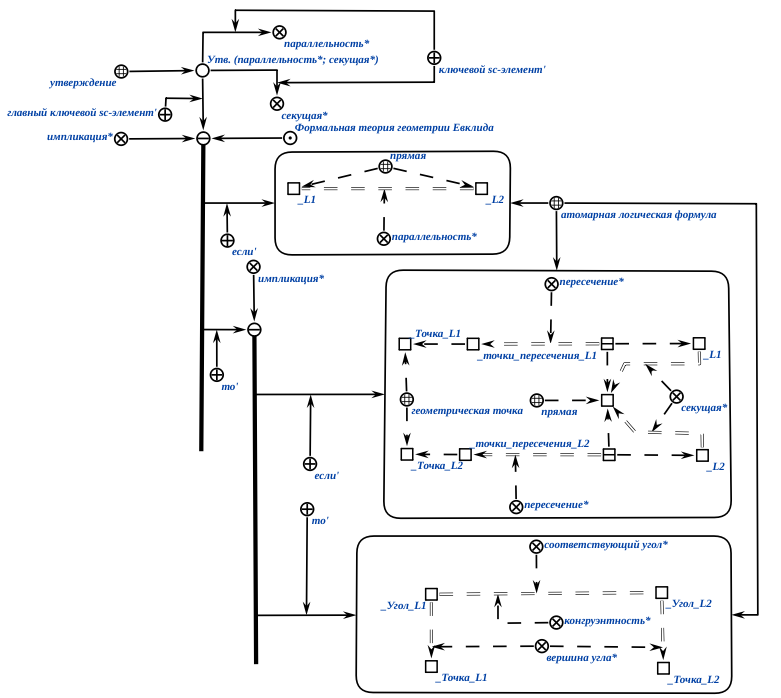 параллельность*
Утв. (параллельность*; секущая*)
ключевой sc-элемент'
утверждение
главный ключевой sc-элемент'
секущая*
Формальная теория геометрии Евклида
импликация*
прямая
_L1
_L2
атомарная логическая формула
параллельность*
если'
импликация*
пересечение*
_Точка_L1
_точки_пересечения_L1
_L1
то'
геометрическая точка
прямая
секущая*
_точки_пересечения_L2
_Точка_L2
_L2
если'
пересечение*
то'
соответствующий угол*
_Угол_L1
_Угол_L2
конгруэнтность*
вершина угла*
_Точка_L1
_Точка_L2